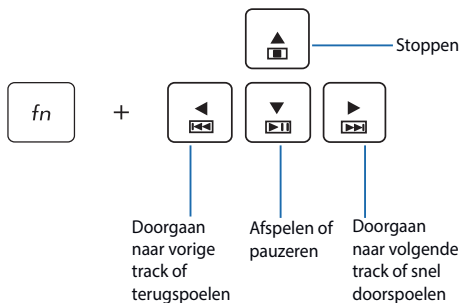 Stoppen
fn
+
Doorgaan
naar vorige
track of
terugspoelen
Afspelen of
pauzeren
Doorgaan
naar volgende
track of snel
doorspoelen